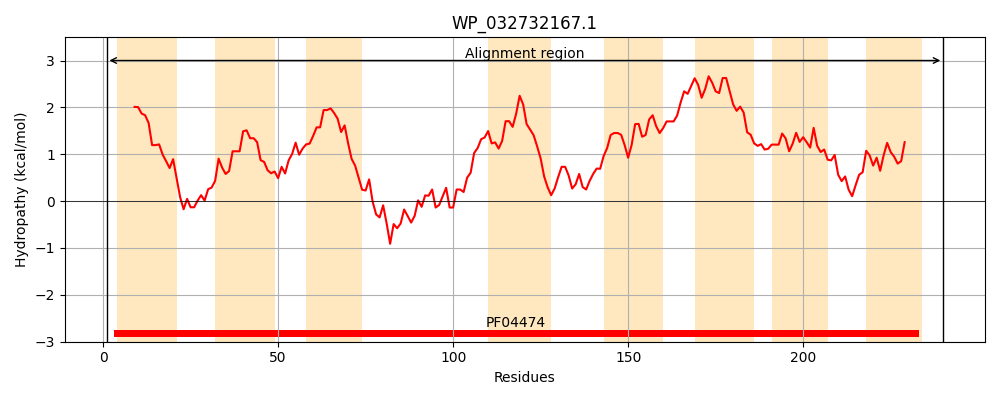 WP_032732167.1
Alignment region
Hydropathy (kcal/mol)
3
2
1
0
−1
−2
−3
PF04474
0 50 100 150 200
Residues